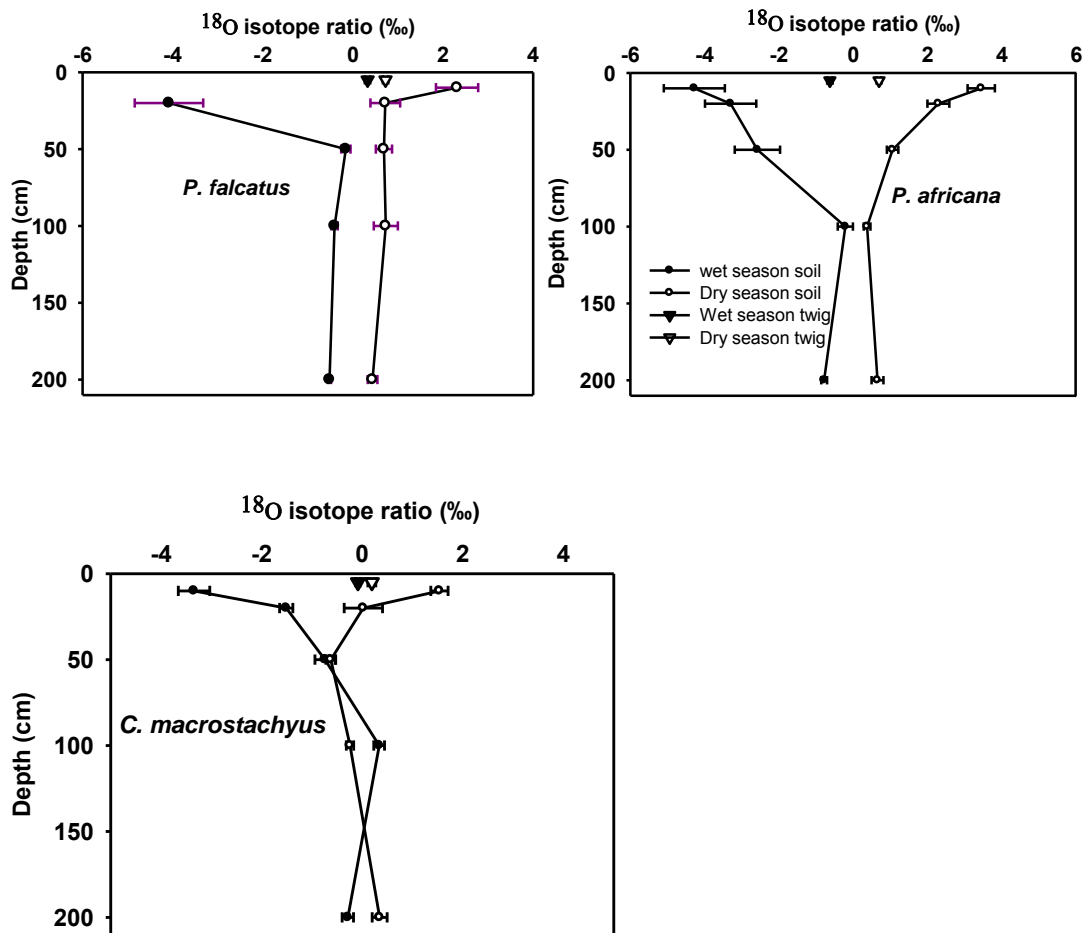 18O isotope ratio (‰)
-6 -4 -2 0 2 4
0
50
100
150
200
Depth (cm)
P. falcatus
18O isotope ratio (‰)
-6 -4 -2 0 2 4 6
0
50
100
150
200
Depth (cm)
P. africana
wet season soil
Dry season soil
Wet season twig
Dry season twig
18O isotope ratio (‰)
-4 -2 0 2 4
0
50
100
150
200
Depth (cm)
C. macrostachyus